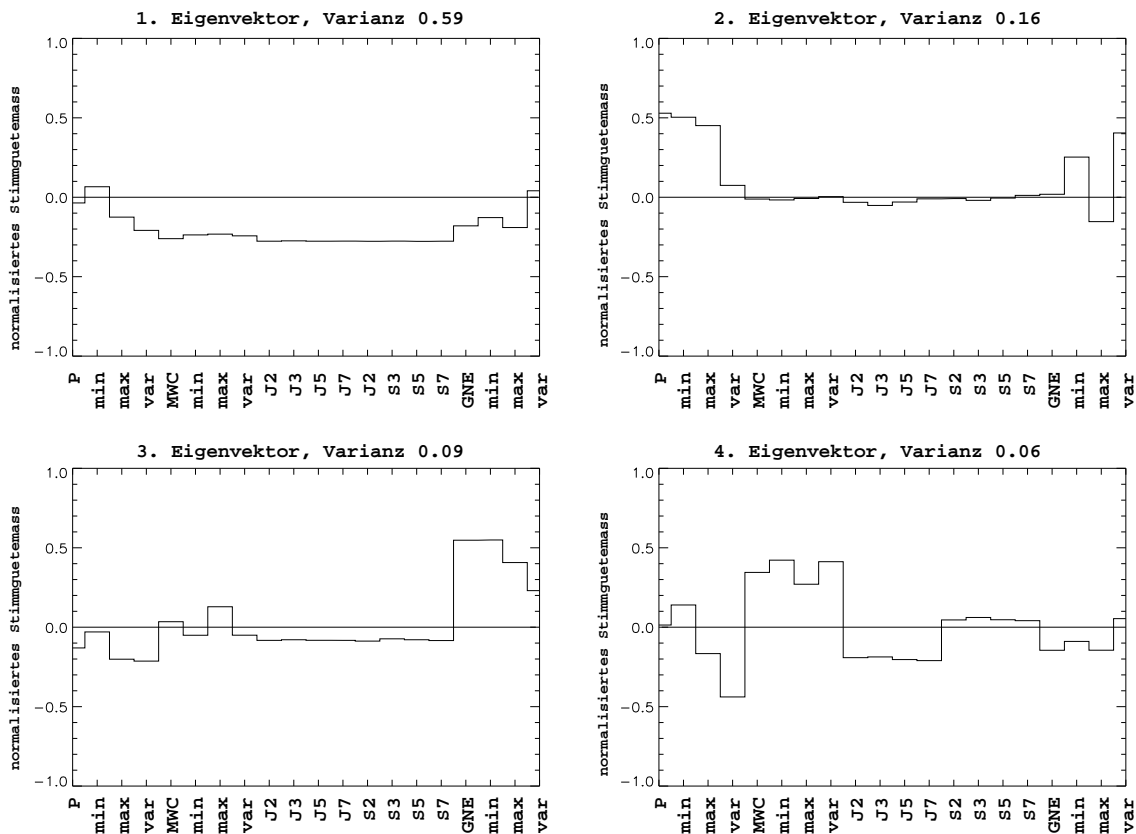 1. Eigenvektor, Varianz 0.59
normalisiertes Stimmguetemass
1.0
0.5
0.0
−0.5
−1.0
P min max var MWC min max var J2 J3 J5 J7 J2 S3 S5 S7 GNE min max var
2. Eigenvektor, Varianz 0.16
normalisiertes Stimmguetemass
1.0
0.5
0.0
−0.5
−1.0
P min max var MWC min max var J2 J3 J5 J7 S2 S3 S5 S7 GNE min max var
3. Eigenvektor, Varianz 0.09
normalisiertes Stimmguetemass
1.0
0.5
0.0
−0.5
−1.0
P min max var MWC min max var J2 J3 J5 J7 S2 S3 S5 S7 GNE min max var
4. Eigenvektor, Varianz 0.06
normalisiertes Stimmguetemass
1.0
0.5
0.0
−0.5
−1.0
P min max var MWC min max var J2 J3 J5 J7 S2 S3 S5 S7 GNE min max var